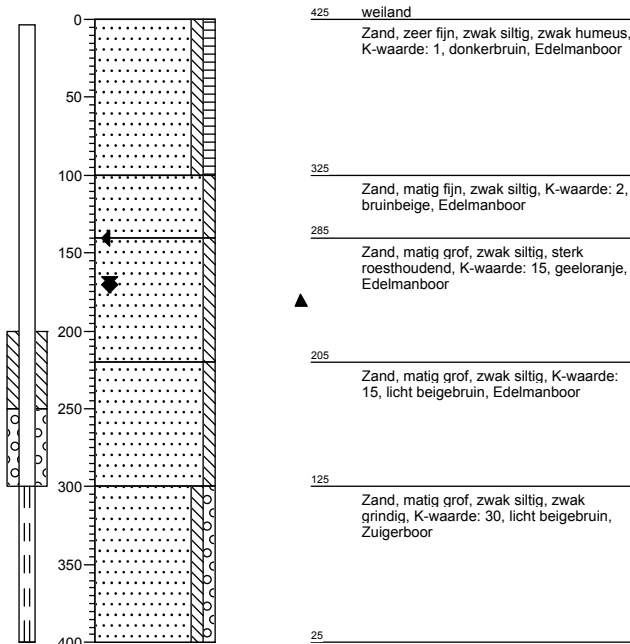 0
50
100
150
200
250
300
350
400
425 weiland
Zand, zeer fijn, zwak siltig, zwak humeus,
K-waarde: 1, donkerbruin, Edelmanboor
325
Zand, matig fijn, zwak siltig, K-waarde: 2,
bruinbeige, Edelmanboor
285
Zand, matig grof, zwak siltig, sterk
roesthoudend, K-waarde: 15, geeloranje,
Edelmanboor
205
Zand, matig grof, zwak siltig, K-waarde:
15, licht beigebruin, Edelmanboor
125
Zand, matig grof, zwak siltig, zwak
grindig, K-waarde: 30, licht beigebruin,
Zuigerboor
25